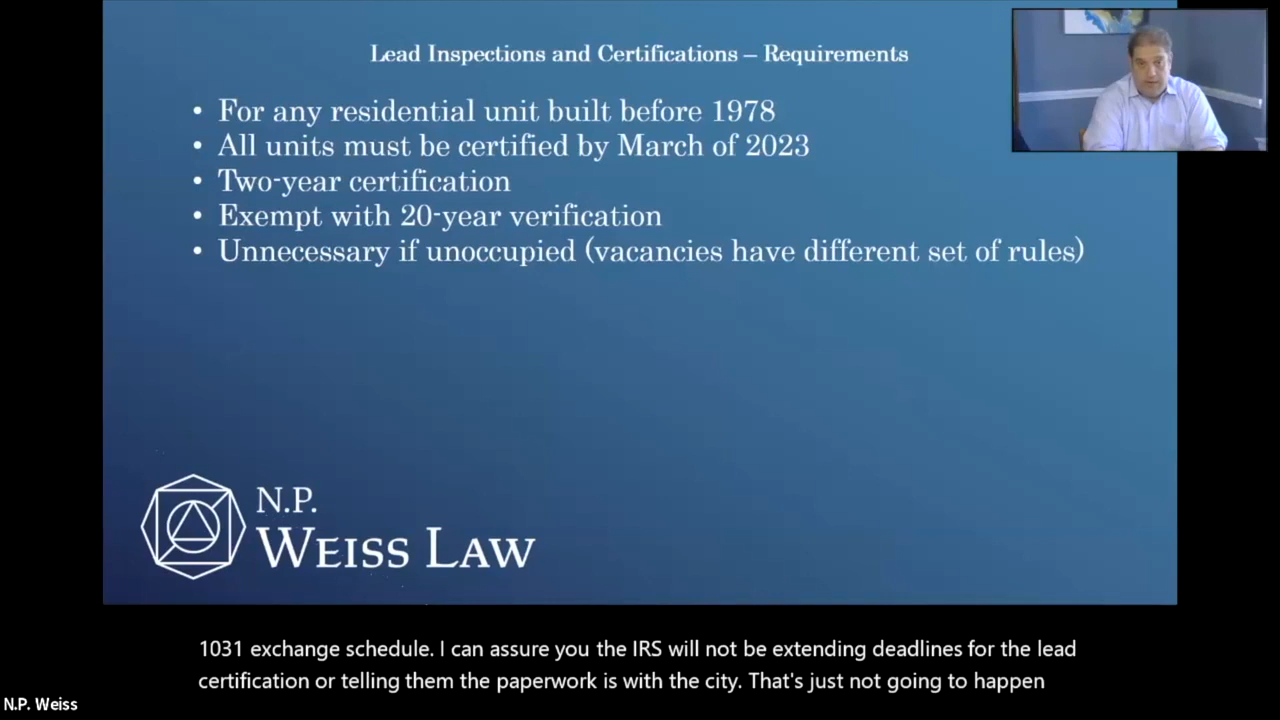 Lead Inspections and Certifications – Requirements
• For any residential unit built before 1978
• All units must be certified by March of 2023
• Two-year certification
• Exempt with 20-year verification
• Unnecessary if unoccupied (vacancies have different set of rules)
N.P.
WEISS LAW
1031 exchange schedule. I can assure you the IRS will not be extending deadlines for the lead
certification or telling them the paperwork is with the city. That's just not going to happen
N.P. Weiss